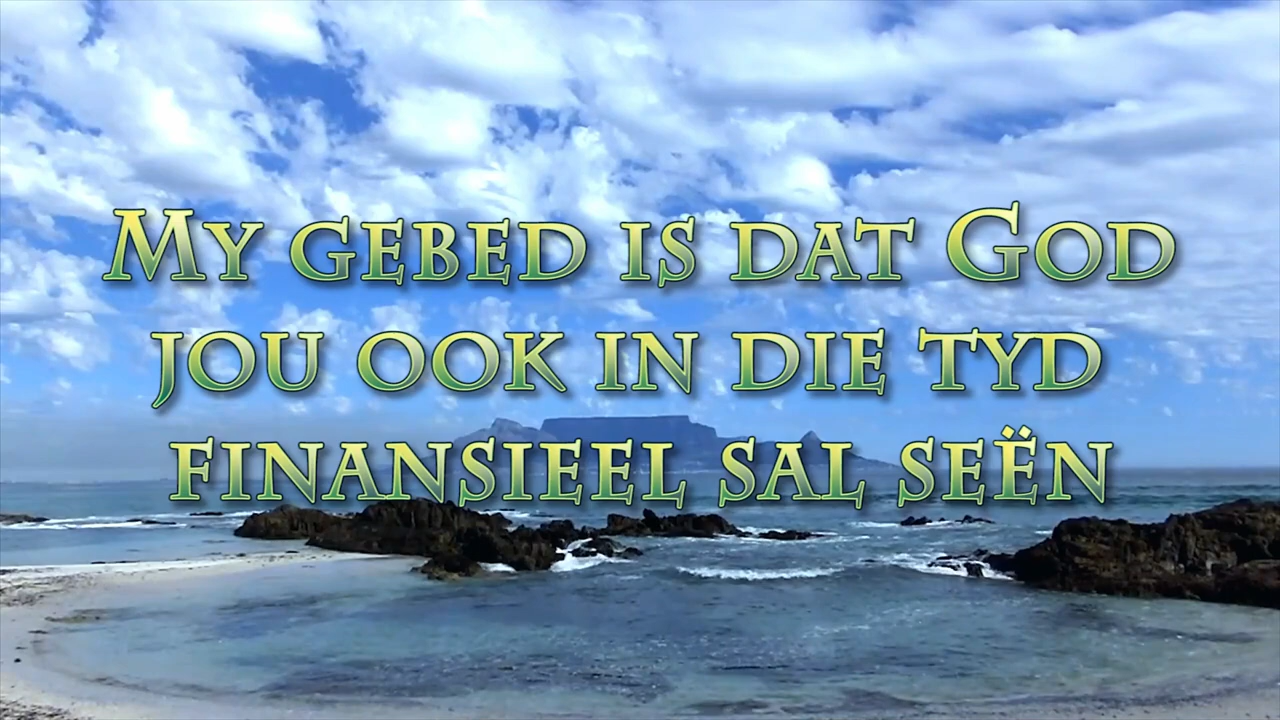 My gebed is dat God
jou ook in die tyd
finansieel sal seën